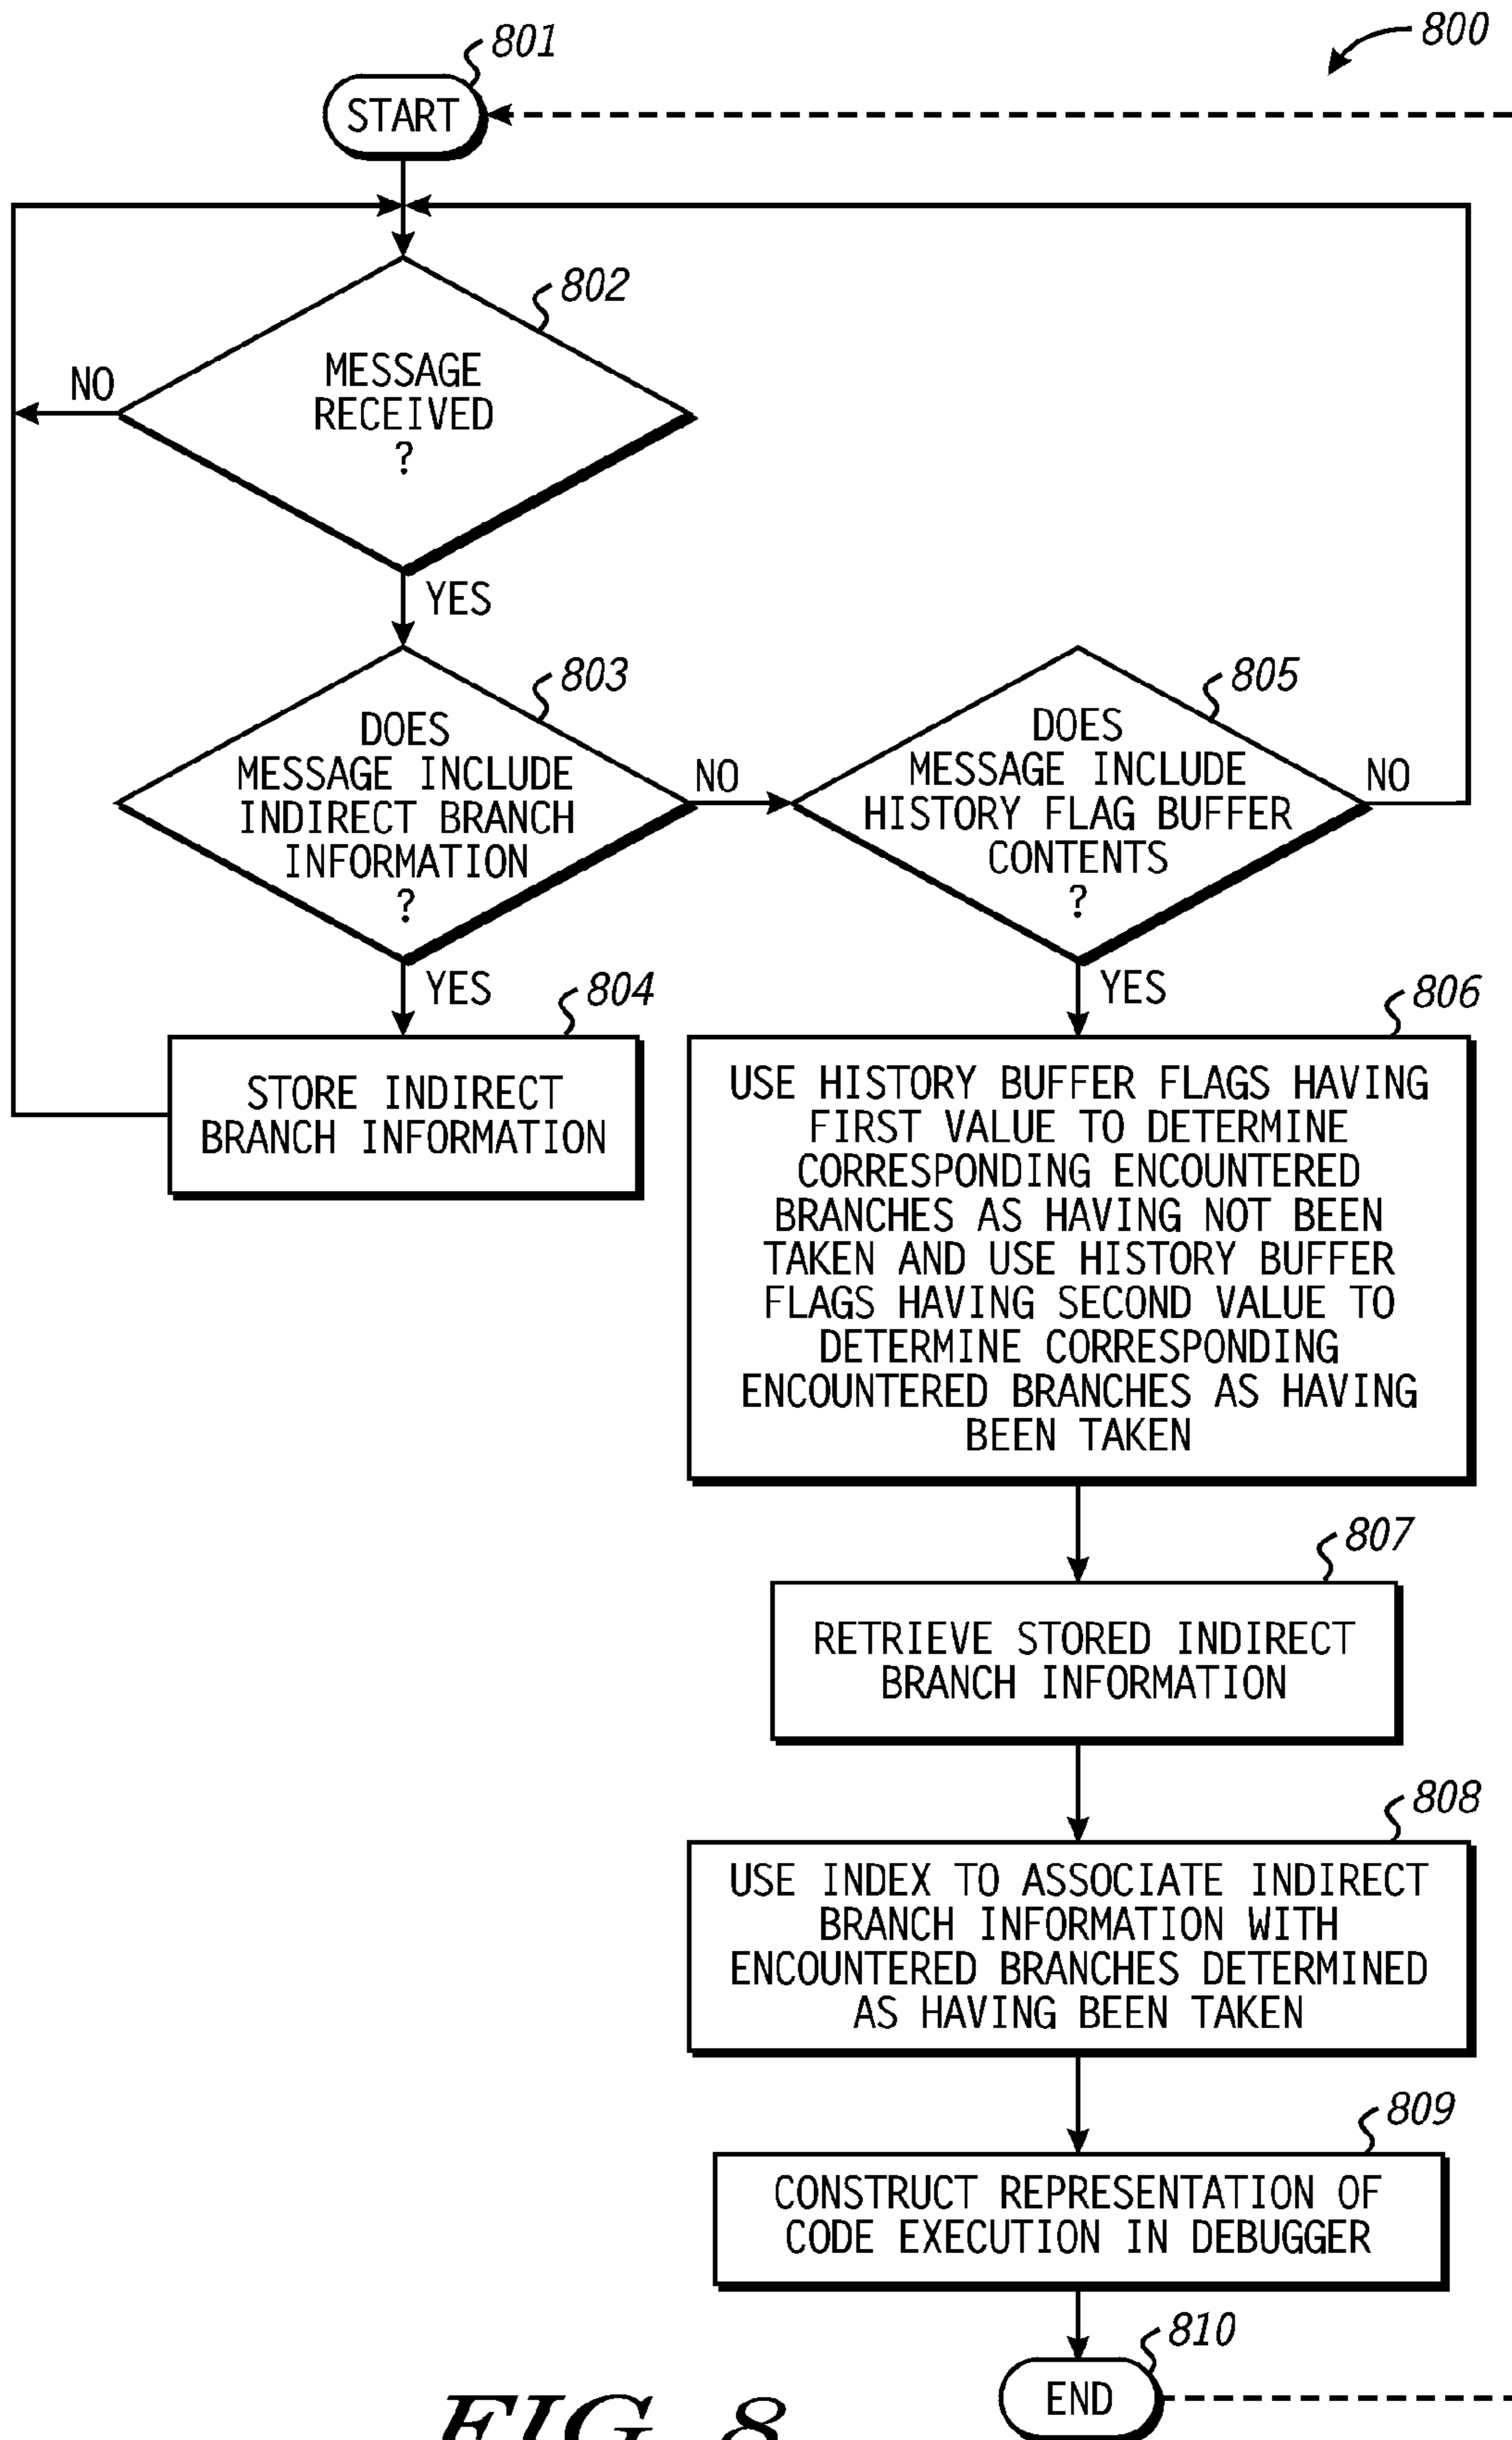 800
801
START
802
MESSAGE
RECEIVED
?
NO
YES
803
DOES
MESSAGE INCLUDE
INDIRECT BRANCH
INFORMATION
?
NO
YES
805
DOES
MESSAGE INCLUDE
HISTORY FLAG BUFFER
CONTENTS
?
NO
YES
804
STORE INDIRECT
BRANCH INFORMATION
806
USE HISTORY BUFFER FLAGS HAVING
FIRST VALUE TO DETERMINE
CORRESPONDING ENCOUNTERED
BRANCHES AS HAVING NOT BEEN
TAKEN AND USE HISTORY BUFFER
FLAGS HAVING SECOND VALUE TO
DETERMINE CORRESPONDING
ENCOUNTERED BRANCHES AS HAVING
BEEN TAKEN
807
RETRIEVE STORED INDIRECT
BRANCH INFORMATION
808
USE INDEX TO ASSOCIATE INDIRECT
BRANCH INFORMATION WITH
ENCOUNTERED BRANCHES DETERMINED
AS HAVING BEEN TAKEN
809
CONSTRUCT REPRESENTATION OF
CODE EXECUTION IN DEBUGGER
810
END
FIG. 8